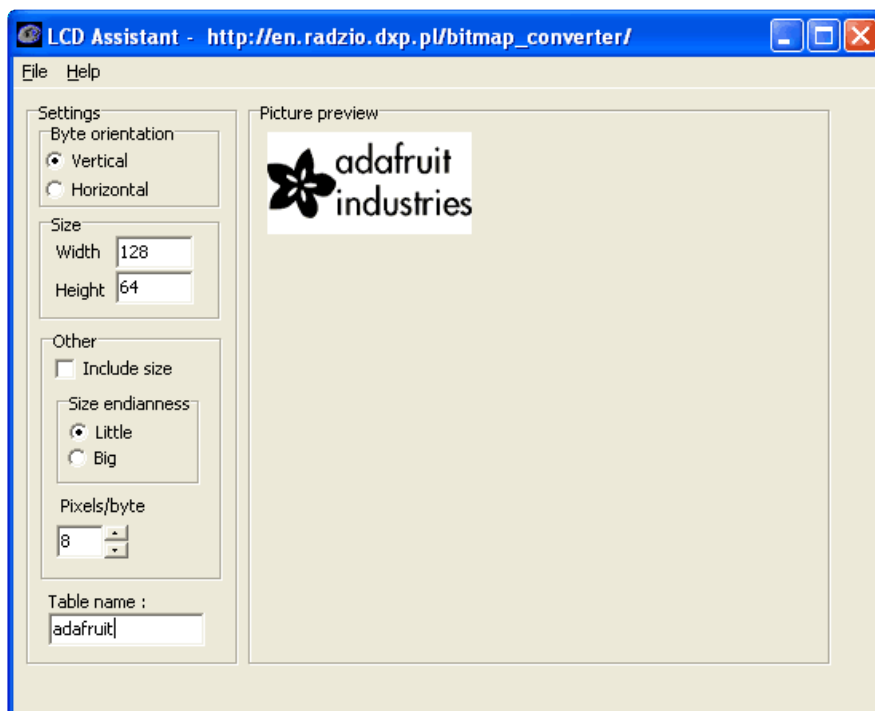 LCD Assistant - http://en.radzio.dxp.pl/bitmap_converter/
File Help
Settings
Byte orientation
Vertical
Horizontal
Size
Width 128
Height 64
Other
Include size
Size endianness
Little
Big
Pixels/byte
8
Table name :
adafruit
Picture preview
adafruit
industries